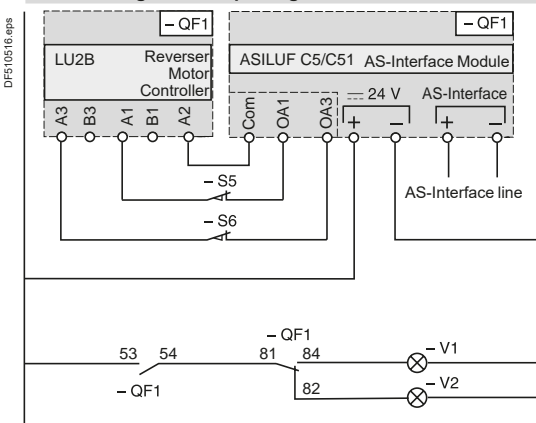 DF510516.eps
– QF1
– QF1
LU2B
Reverser
Motor
Controller
ASILUF C5/C51 AS-Interface Module
24 V
AS-Interface
A3 B3 A1 B1 A2
Com OA1 OA3 + – + –
– S5
– S6
AS-Interface line
– QF1
53 54 81 84 – V1
– QF1
82 – V2